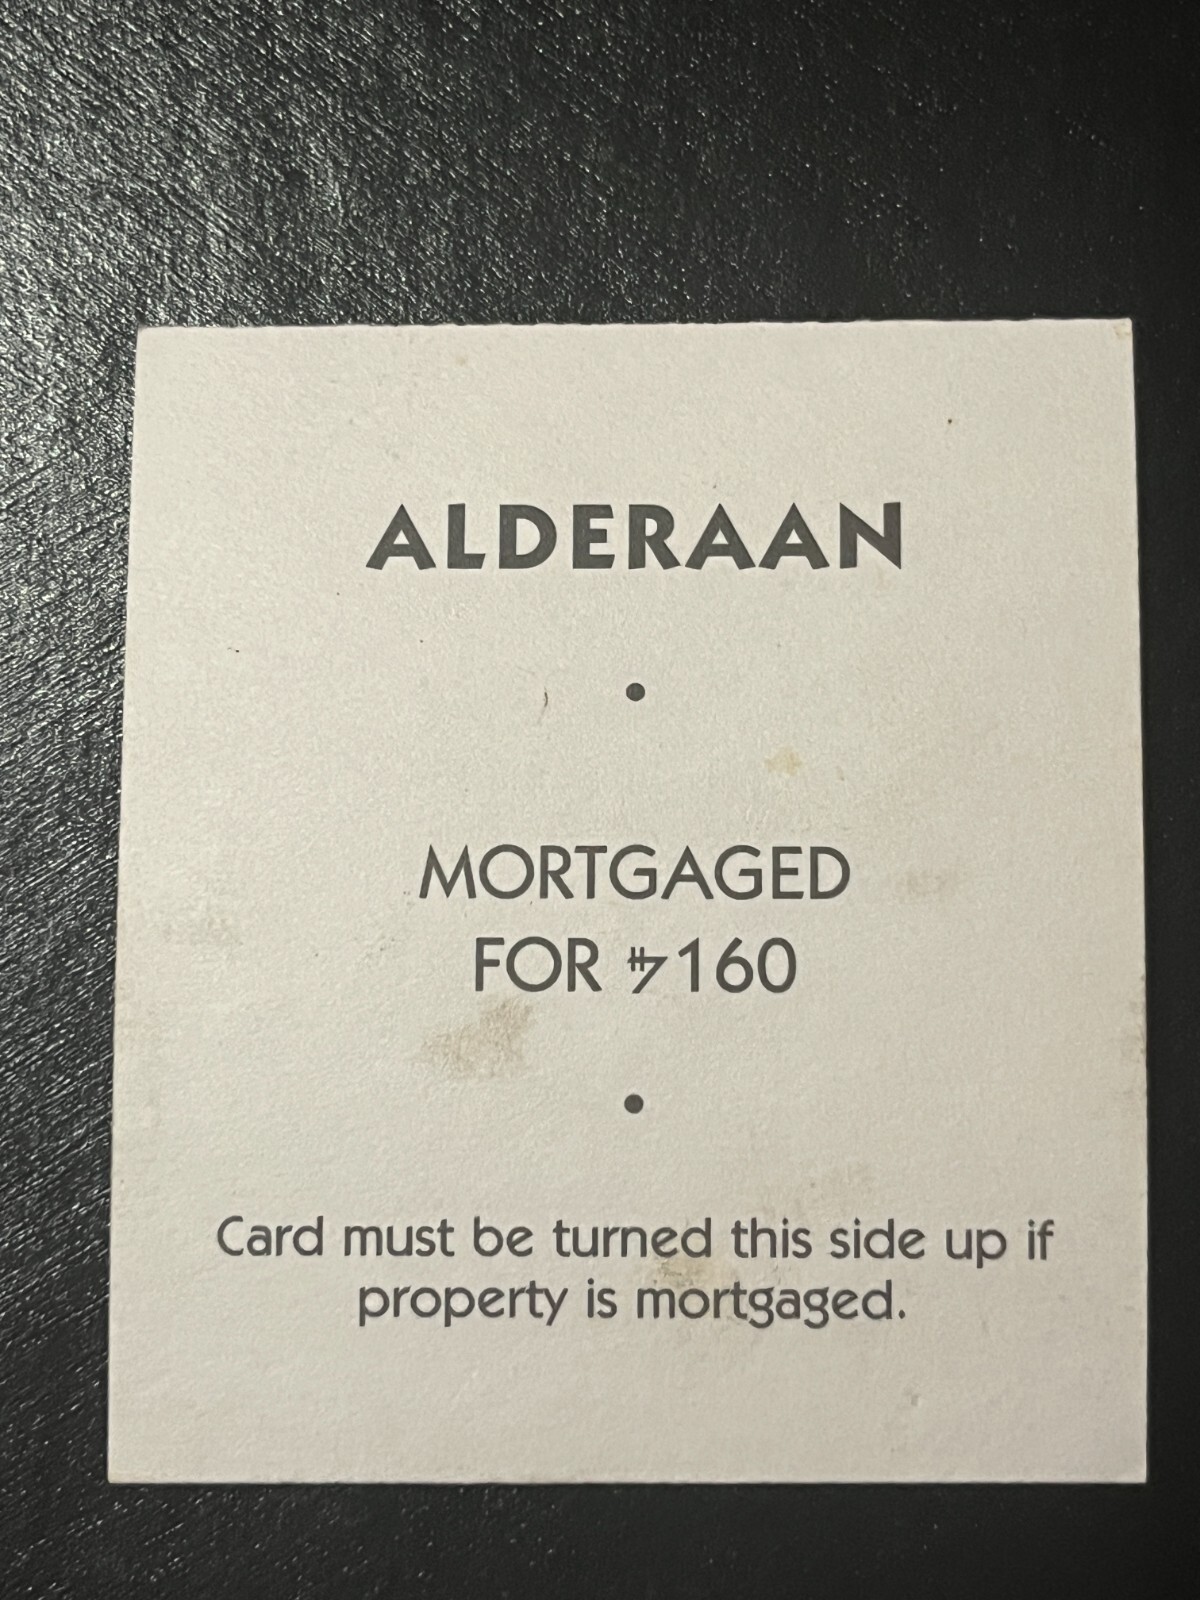 ALDERAAN
•
MORTGAGED
FOR 160
•
Card must be turned this side up if
property is mortgaged.